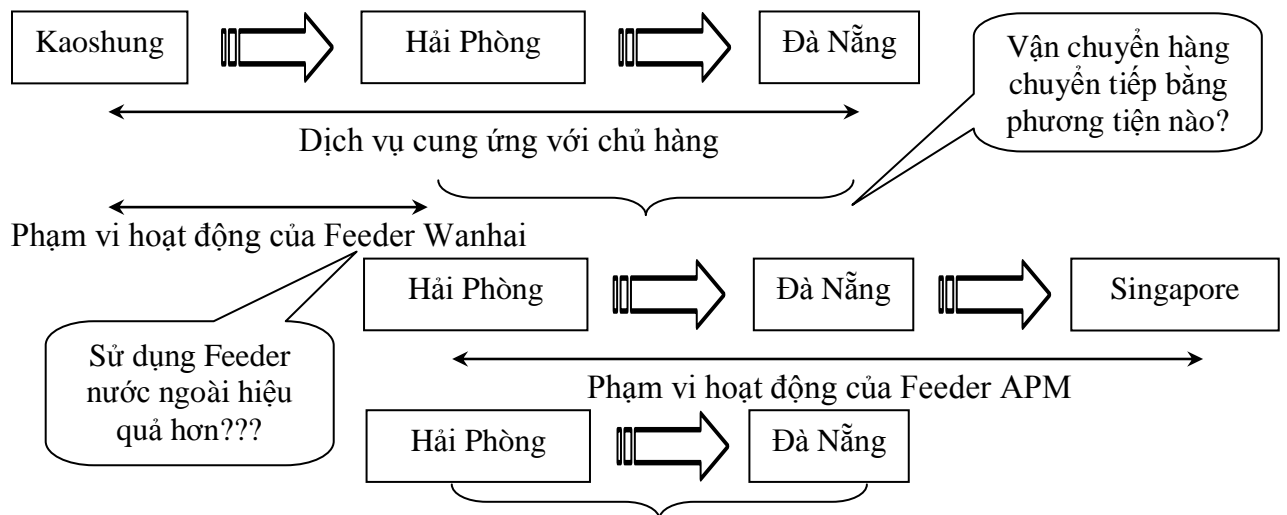 Kaoshung
Hải Phòng
Đà Nẵng
Vận chuyển hàng
chuyển tiếp bằng
phương tiện nào?
Dịch vụ cung ứng với chủ hàng
Phạm vi hoạt động của Feeder Wanhai
Hải Phòng
Đà Nẵng
Singapore
Sử dụng Feeder
nước ngoài hiệu
quả hơn???
Phạm vi hoạt động của Feeder APM
Hải Phòng
Đà Nẵng